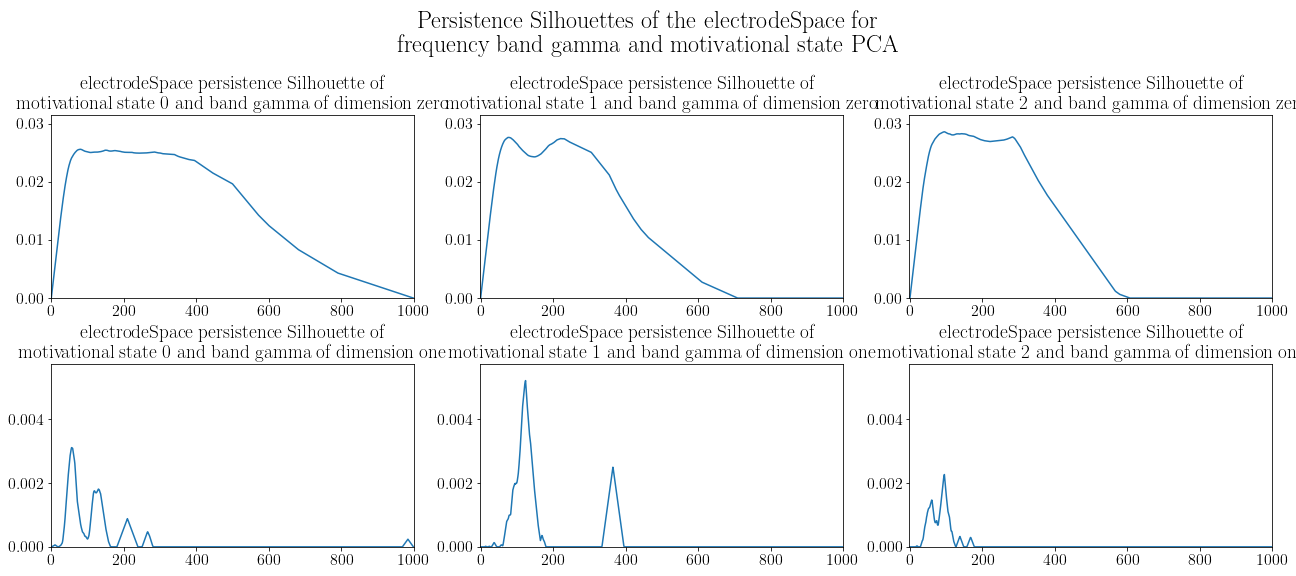 Persistence Silhouettes of the electrodeSpace for
frequency band gamma and motivational state PCA
electrodeSpace persistence Silhouette of
motivational state 0 and band gamma of dimension zero
electrodeSpace persistence Silhouette of
motivational state 1 and band gamma of dimension zero
electrodeSpace persistence Silhouette of
motivational state 2 and band gamma of dimension zer
0.03
0.02
0.01
0.00
0 200 400 600 800 1000
0.03
0.02
0.01
0.00
0 200 400 600 800 1000
0.03
0.02
0.01
0.00
0 200 400 600 800 1000
electrodeSpace persistence Silhouette of
motivational state 0 and band gamma of dimension one
electrodeSpace persistence Silhouette of
motivational state 1 and band gamma of dimension one
electrodeSpace persistence Silhouette of
motivational state 2 and band gamma of dimension on
0.004
0.002
0.000
0 200 400 600 800 1000
0.004
0.002
0.000
0 200 400 600 800 1000
0.004
0.002
0.000
0 200 400 600 800 1000